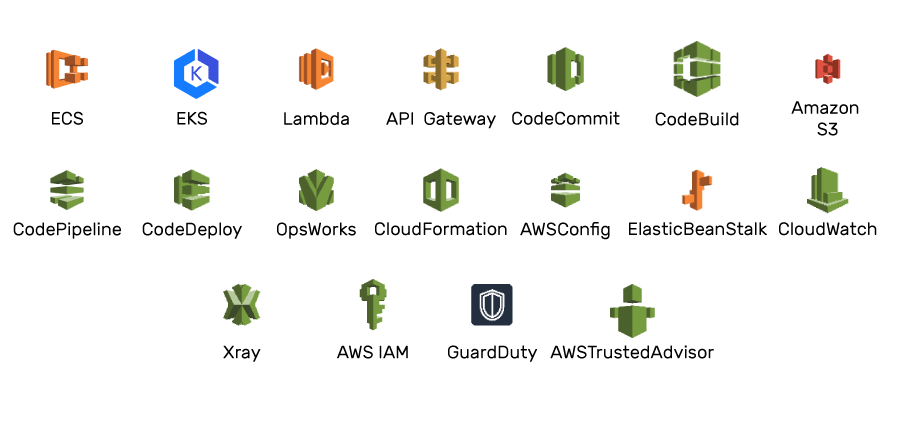 K
ECS
EKS
Lambda
API Gateway
CodeCommit
CodeBuild
Amazon
S3
CodePipeline
CodeDeploy
OpsWorks
CloudFormation
AWSConfig
ElasticBeanStalk
CloudWatch
Xray
AWS IAM
GuardDuty
AWSTrustedAdvisor